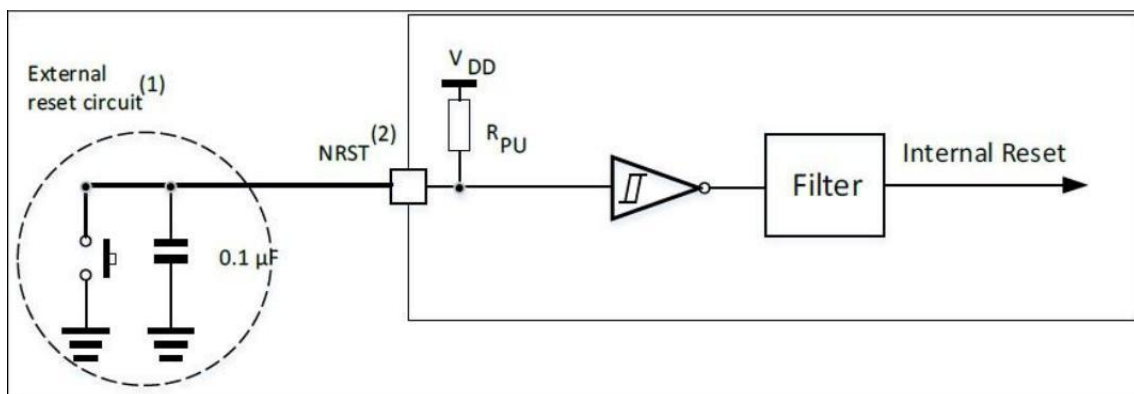 External
reset circuit(1)
NRST(2)
VDD
RPU
0.1 μF
Filter
Internal Reset